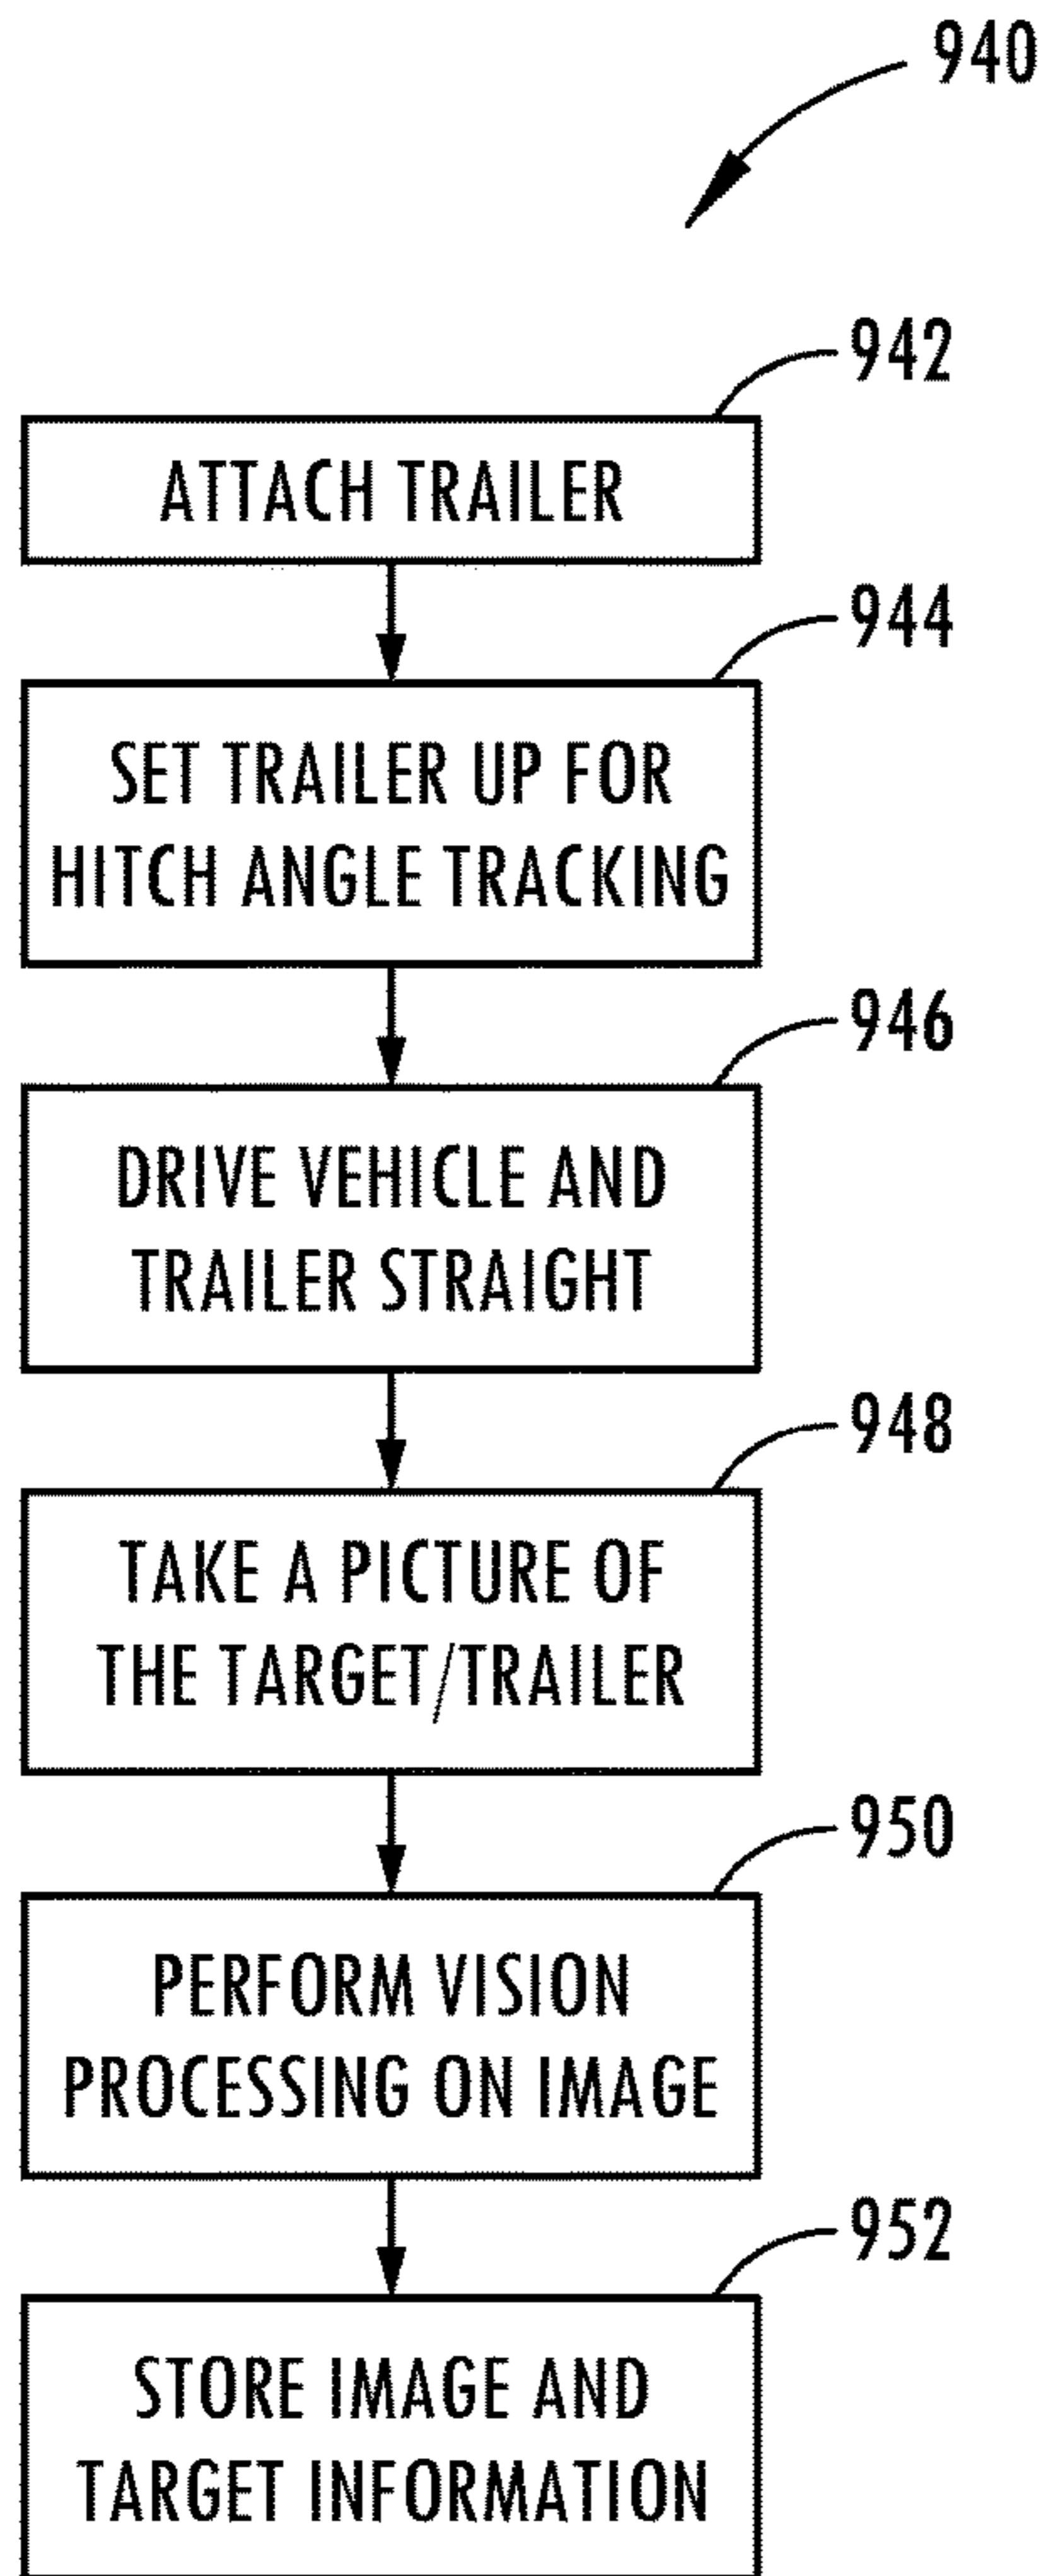 940
942
ATTACH TRAILER
944
SET TRAILER UP FOR
HITCH ANGLE TRACKING
946
DRIVE VEHICLE AND
TRAILER STRAIGHT
948
TAKE A PICTURE OF
THE TARGET/TRAILER
950
PERFORM VISION
PROCESSING ON IMAGE
952
STORE IMAGE AND
TARGET INFORMATION